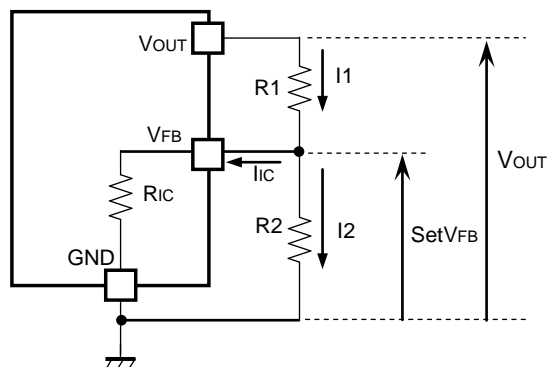 VOUT
R1
I1
VFB
IIC
VOUT
RIC
R2
I2
SetVFB
GND